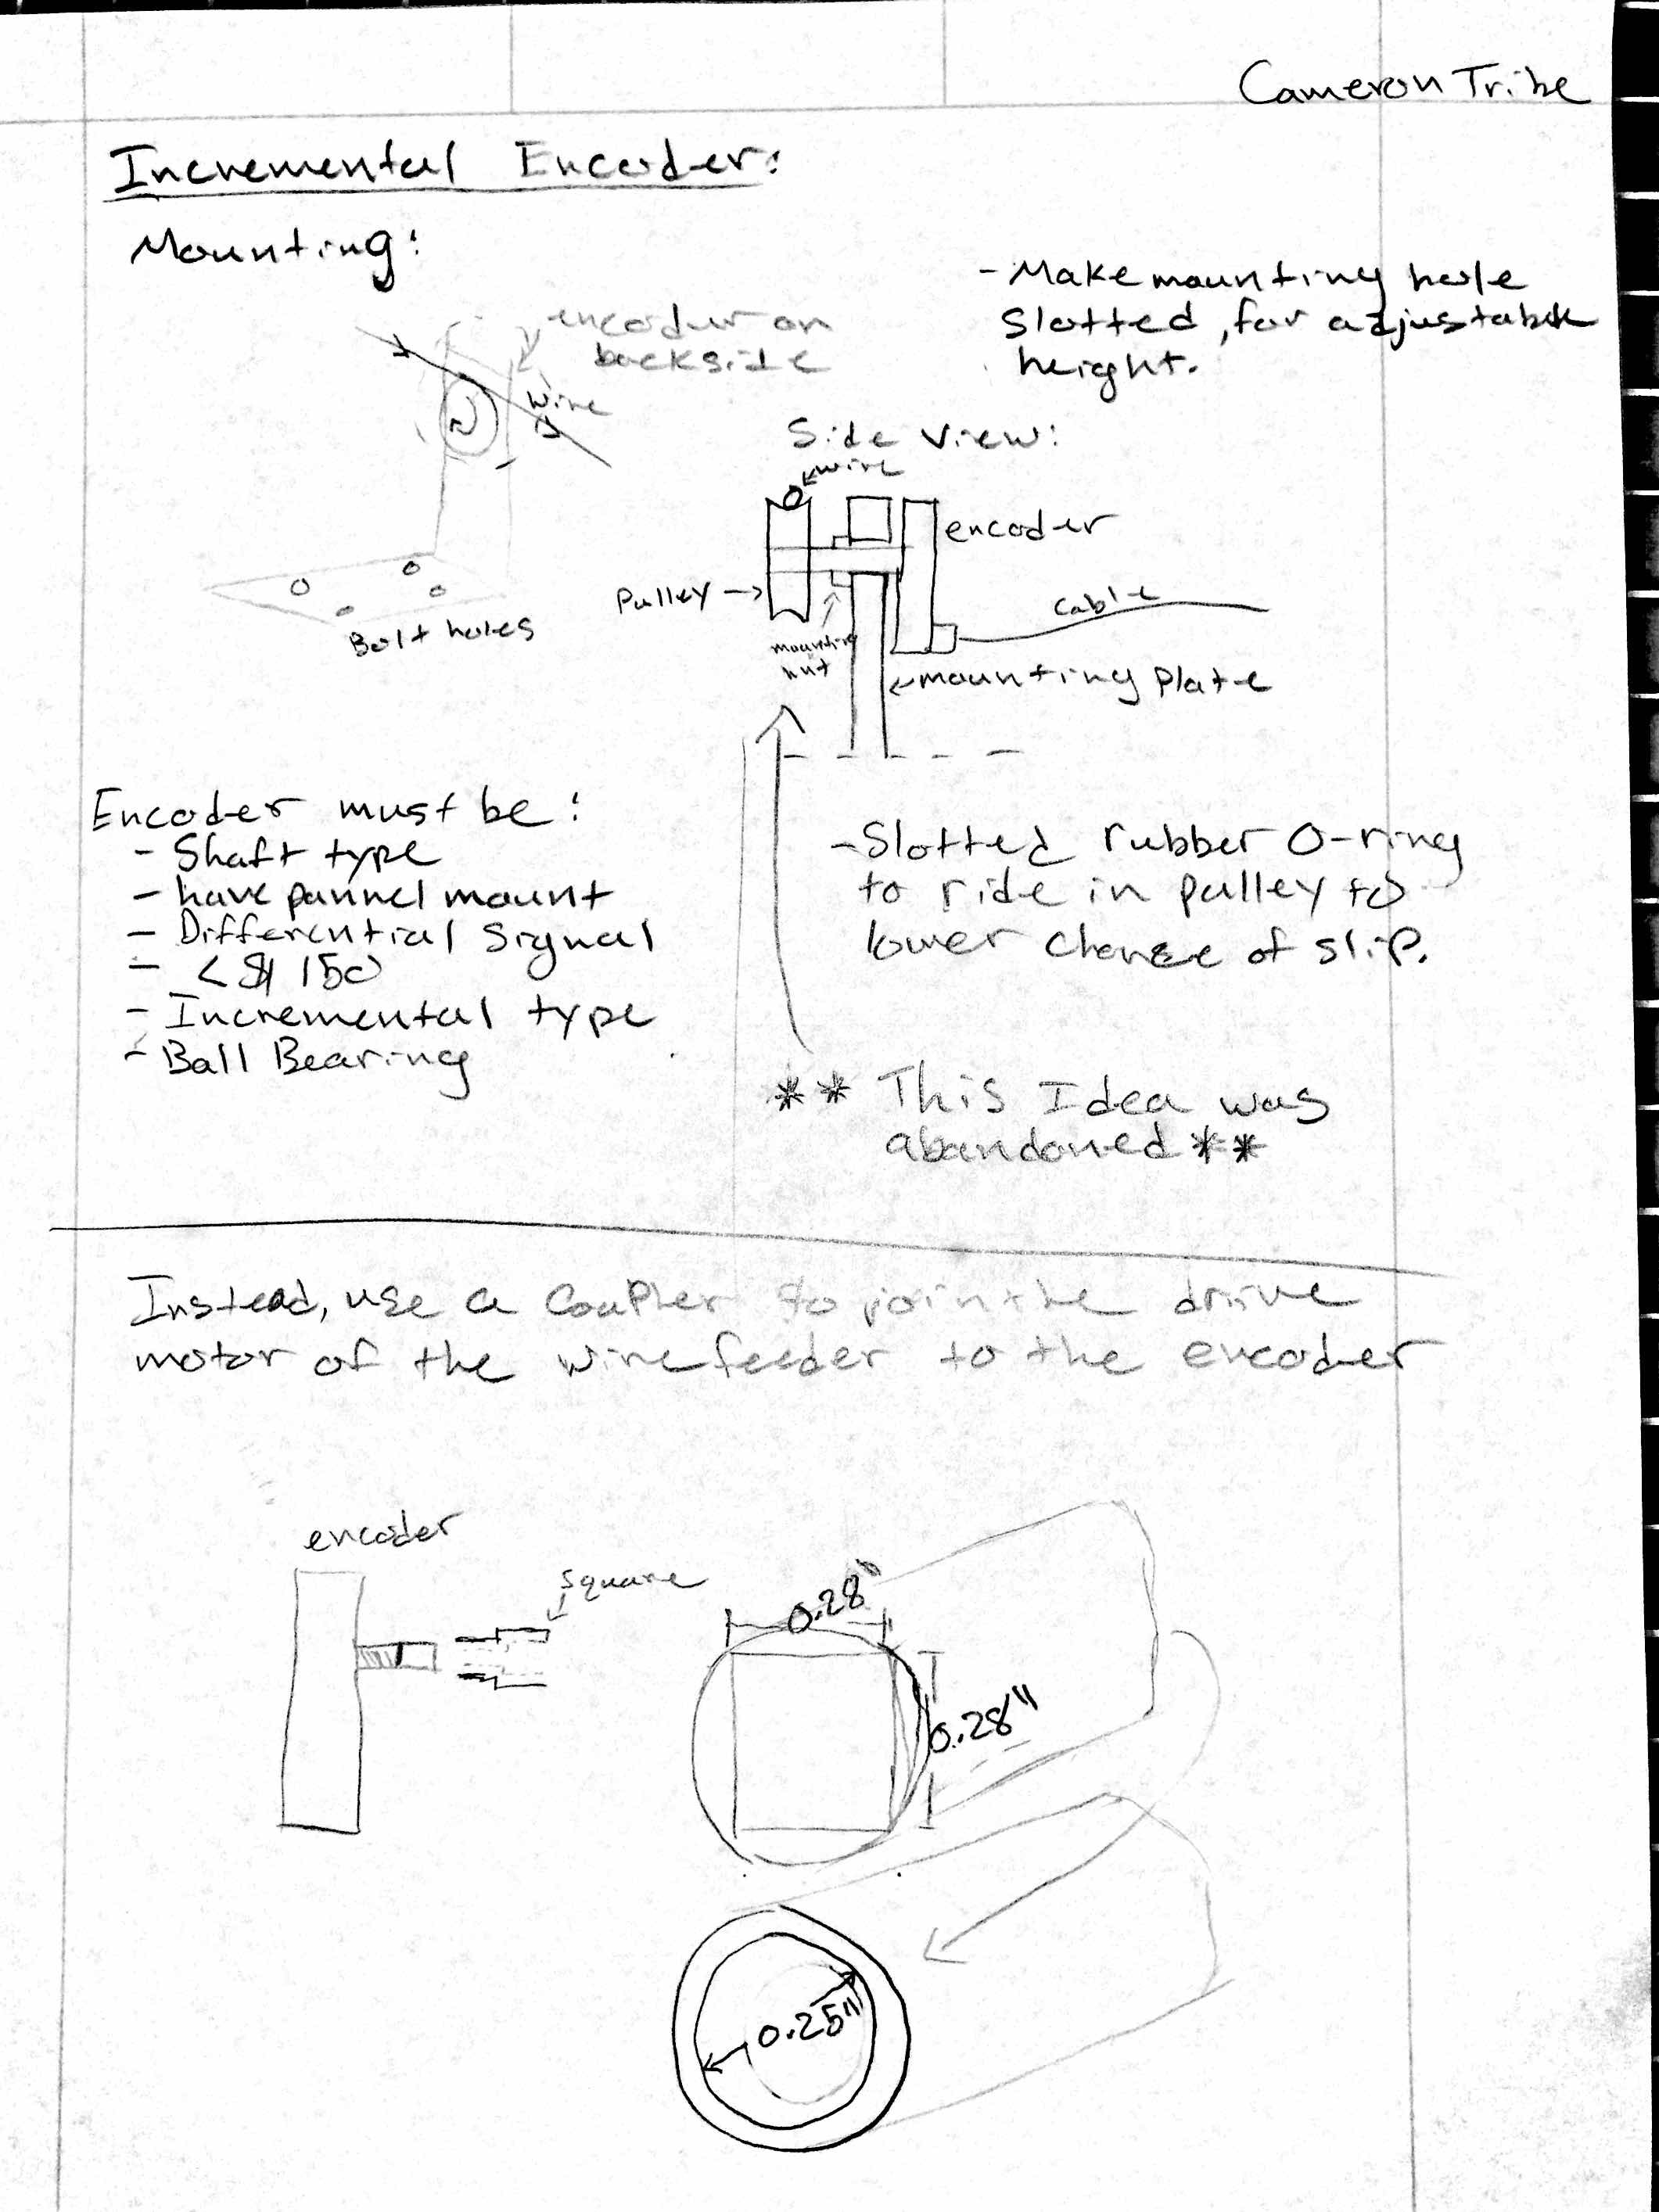 Cameron Tribe
Incremental Encoder:
Mounting:
encoder on
backside
wire
Bolt holes
- Make mounting hole
slotted, for adjustable
height.
Side View:
wire
encoder
Pulley
cable
mounting
nut
mounting plate
Encoder must be:
- Shaft type
- have pannel mount
- Differential Signal
- < $150
- Incremental type
- Ball Bearing
- Slotted rubber O-ring
to ride in pulley to
lower chance of slip.
** This Idea was
abandoned **
Instead, use a coupler to join the drive
motor of the wire feeder to the encoder
encoder
square
0.28"
0.28"
0.25"